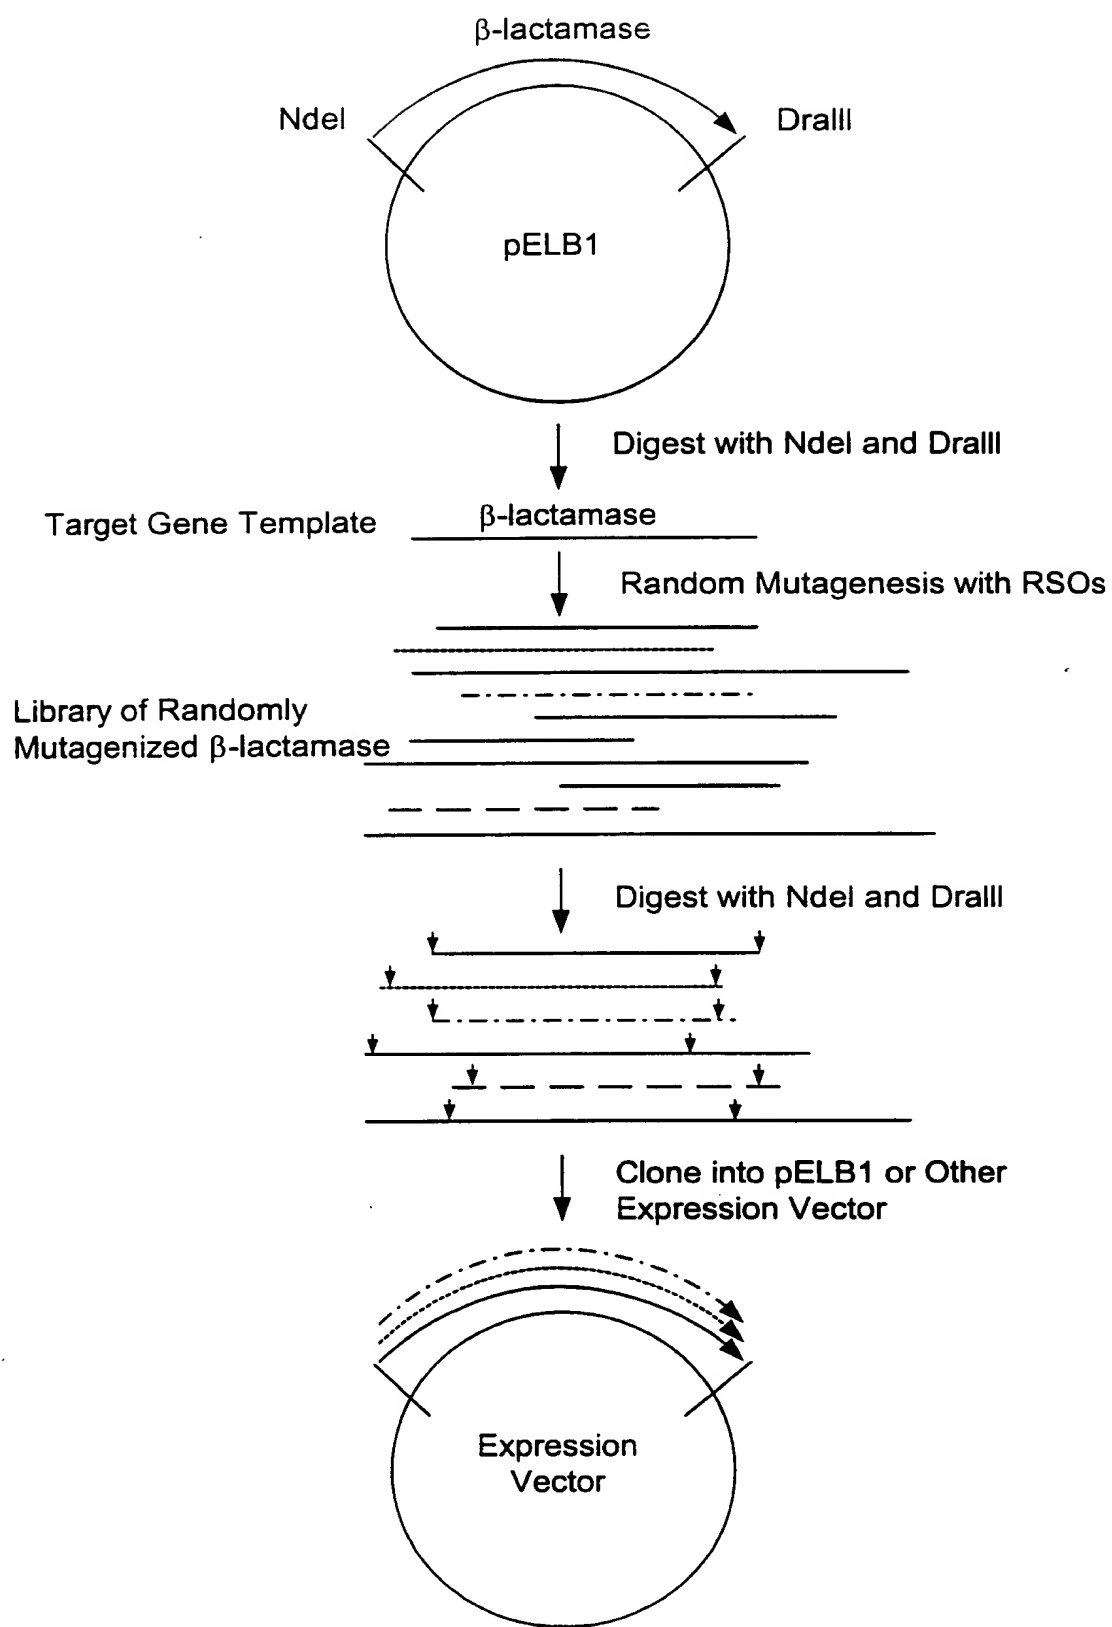 β-lactamase
NdeI
DraIII
pELB1
Digest with NdeI and DraIII
Target Gene Template
β-lactamase
Random Mutagenesis with RSOs
Library of Randomly
Mutagenized β-lactamase
Digest with NdeI and DraIII
Clone into pELB1 or Other
Expression Vector
Expression
Vector